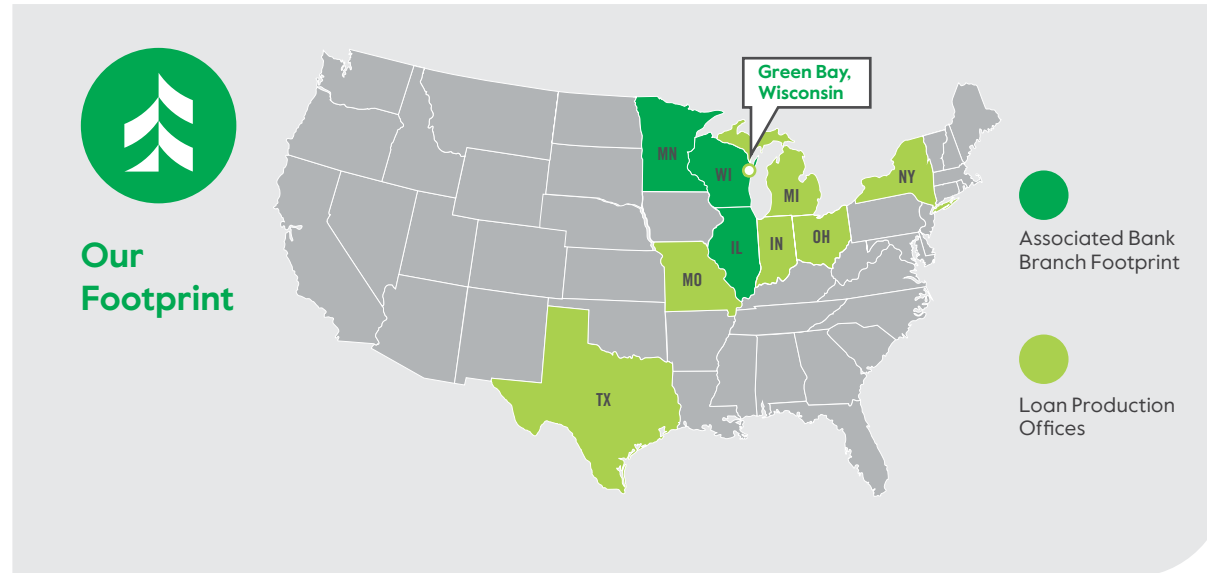 Our
Footprint
Green Bay,
Wisconsin
MN
WI
MI
NY
IL
IN
OH
MO
TX
Associated Bank
Branch Footprint
Loan Production
Offices